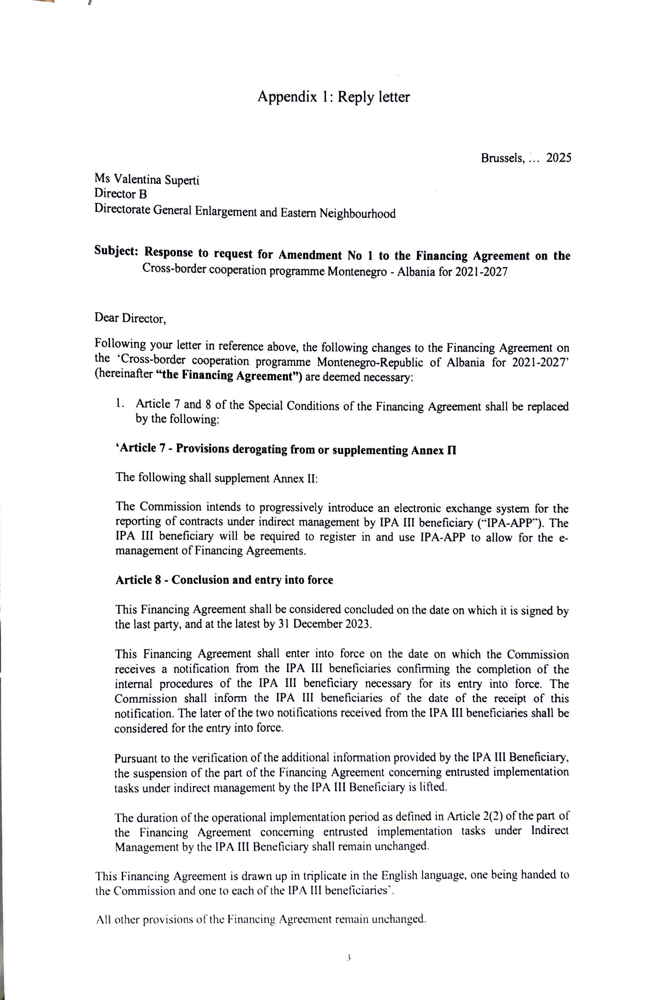 Appendix 1: Reply letter
Brussels, ... 2025
Ms Valentina Superti
Director B
Directorate General Enlargement and Eastern Neighbourhood
Subject: Response to request for Amendment No 1 to the Financing Agreement on the
Cross-border cooperation programme Montenegro - Albania for 2021-2027
Dear Director,
Following your letter in reference above, the following changes to the Financing Agreement on
the ‘Cross-border cooperation programme Montenegro-Republic of Albania for 2021-2027’
(hereinafter “the Financing Agreement”) are deemed necessary:
1. Article 7 and 8 of the Special Conditions of the Financing Agreement shall be replaced
by the following:
‘Article 7 - Provisions derogating from or supplementing Annex II
The following shall supplement Annex II:
The Commission intends to progressively introduce an electronic exchange system for the
reporting of contracts under indirect management by IPA III beneficiary (“IPA-APP”). The
IPA III beneficiary will be required to register in and use IPA-APP to allow for the e-
management of Financing Agreements.
Article 8 - Conclusion and entry into force
This Financing Agreement shall be considered concluded on the date on which it is signed by
the last party, and at the latest by 31 December 2023.
This Financing Agreement shall enter into force on the date on which the Commission
receives a notification from the IPA III beneficiaries confirming the completion of the
internal procedures of the IPA III beneficiary necessary for its entry into force. The
Commission shall inform the IPA III beneficiaries of the date of the receipt of this
notification. The later of the two notifications received from the IPA III beneficiaries shall be
considered for the entry into force.
Pursuant to the verification of the additional information provided by the IPA III Beneficiary,
the suspension of the part of the Financing Agreement concerning entrusted implementation
tasks under indirect management by the IPA III Beneficiary is lifted.
The duration of the operational implementation period as defined in Article 2(2) of the part of
the Financing Agreement concerning entrusted implementation tasks under Indirect
Management by the IPA III Beneficiary shall remain unchanged.
This Financing Agreement is drawn up in triplicate in the English language, one being handed to
the Commission and one to each of the IPA III beneficiaries’.
All other provisions of the Financing Agreement remain unchanged.
3